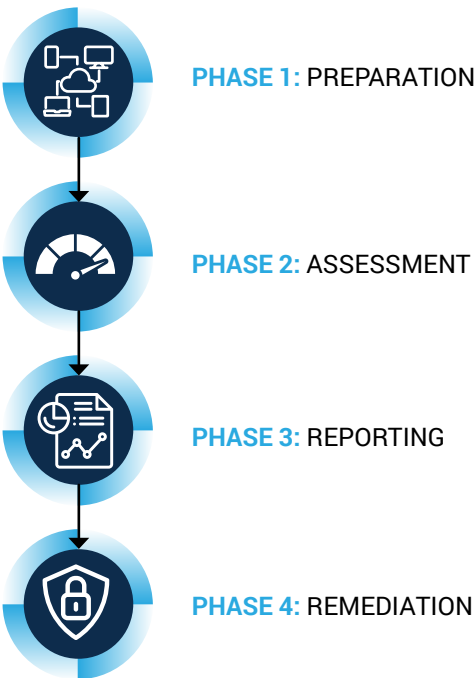 PHASE 1: PREPARATION
PHASE 2: ASSESSMENT
PHASE 3: REPORTING
PHASE 4: REMEDIATION